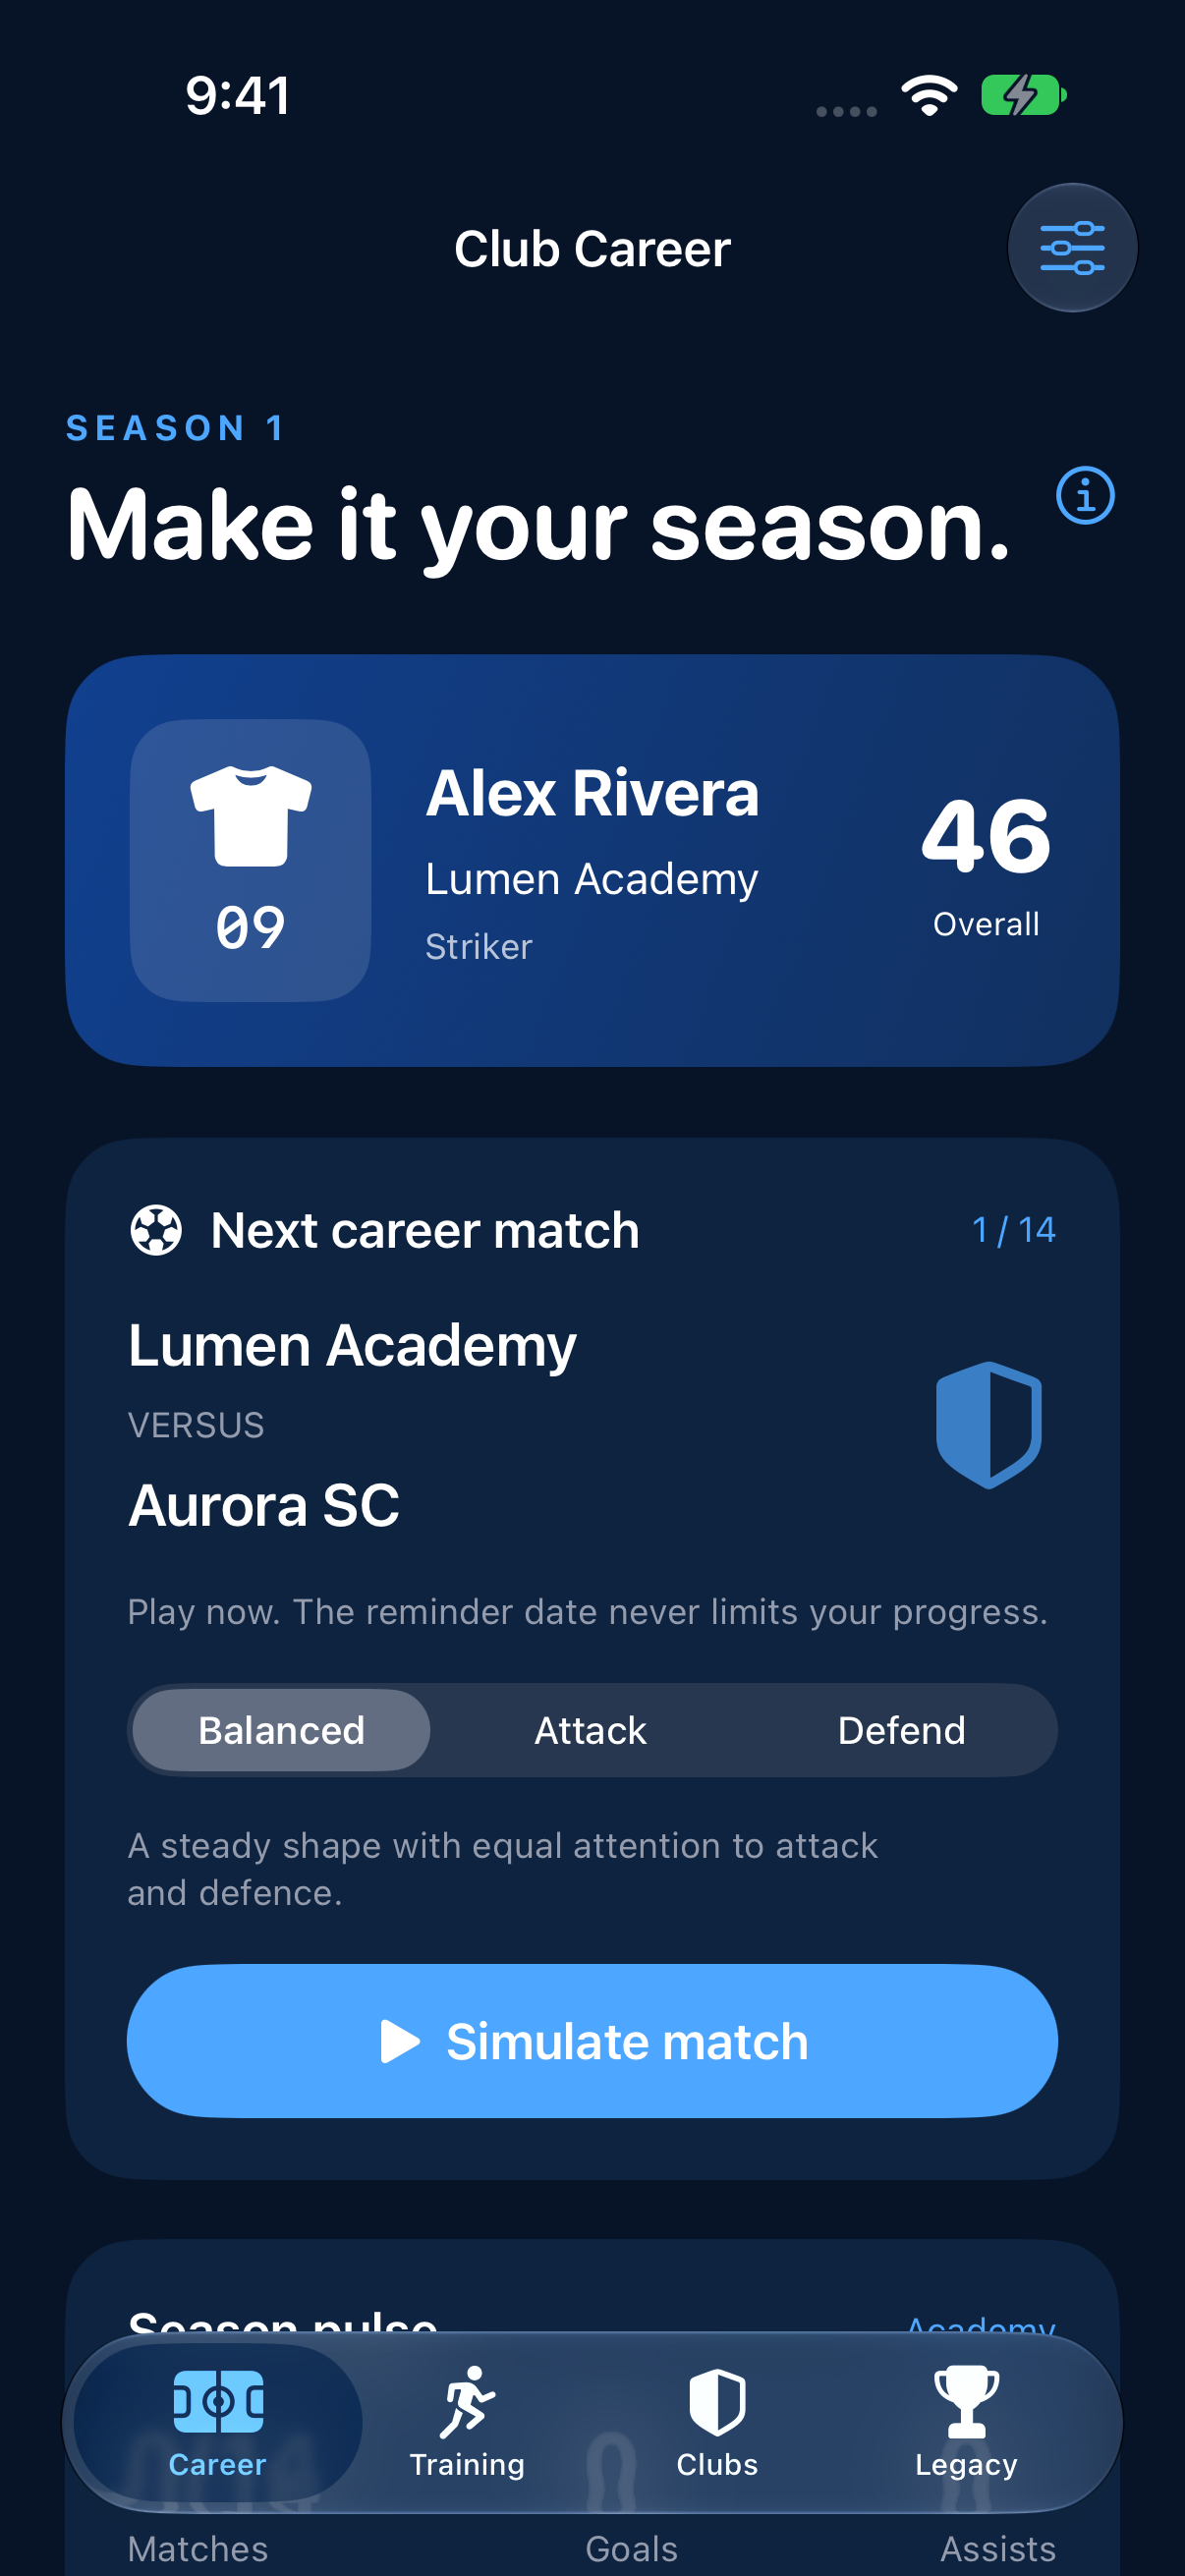 9:41
Club Career
SEASON 1
Make it your season.
Alex Rivera
Lumen Academy
Striker
09
46
Overall
Next career match
1 / 14
Lumen Academy
VERSUS
Aurora SC
Play now. The reminder date never limits your progress.
Balanced
Attack
Defend
A steady shape with equal attention to attack
and defence.
Simulate match
Season pulse
Academy
Career
Training
Clubs
Legacy
Matches
Goals
Assists